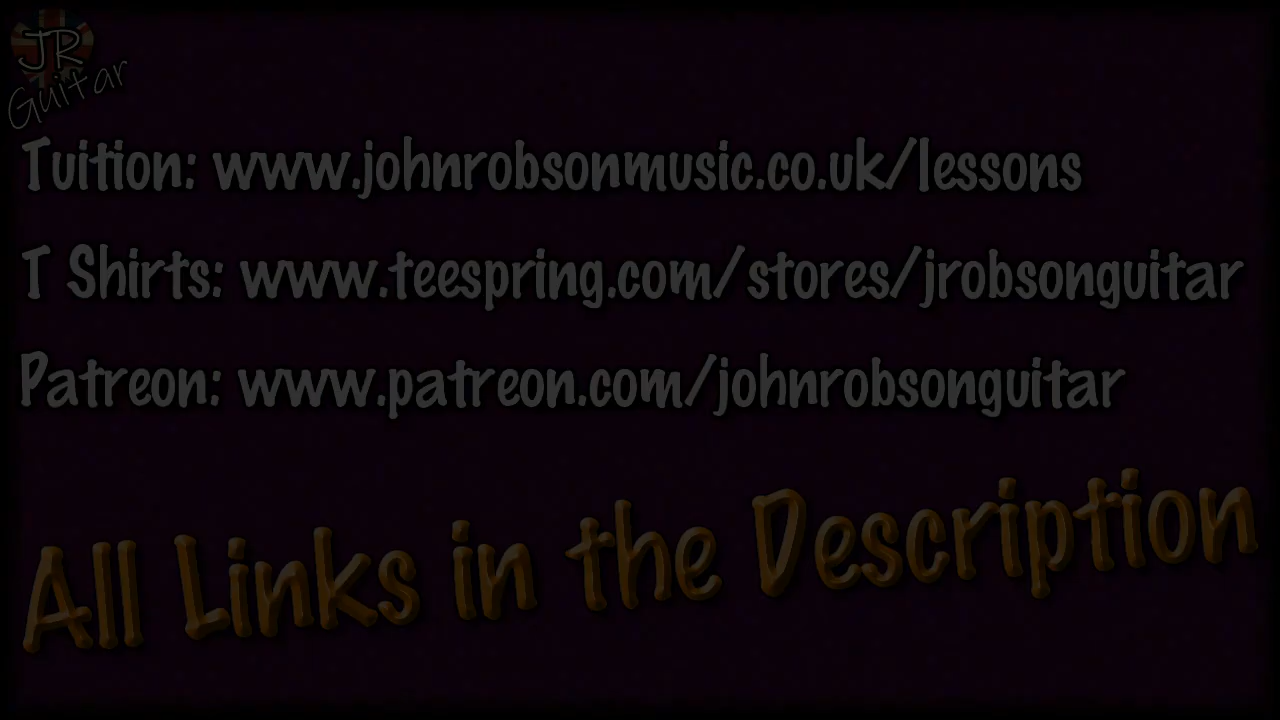 JR
Guitar
Tuition: www.johnrobsonmusic.co.uk/lessons
T Shirts: www.teespring.com/stores/jrobsonguitar
Patreon: www.patreon.com/johnrobsonguitar
All Links in the Description